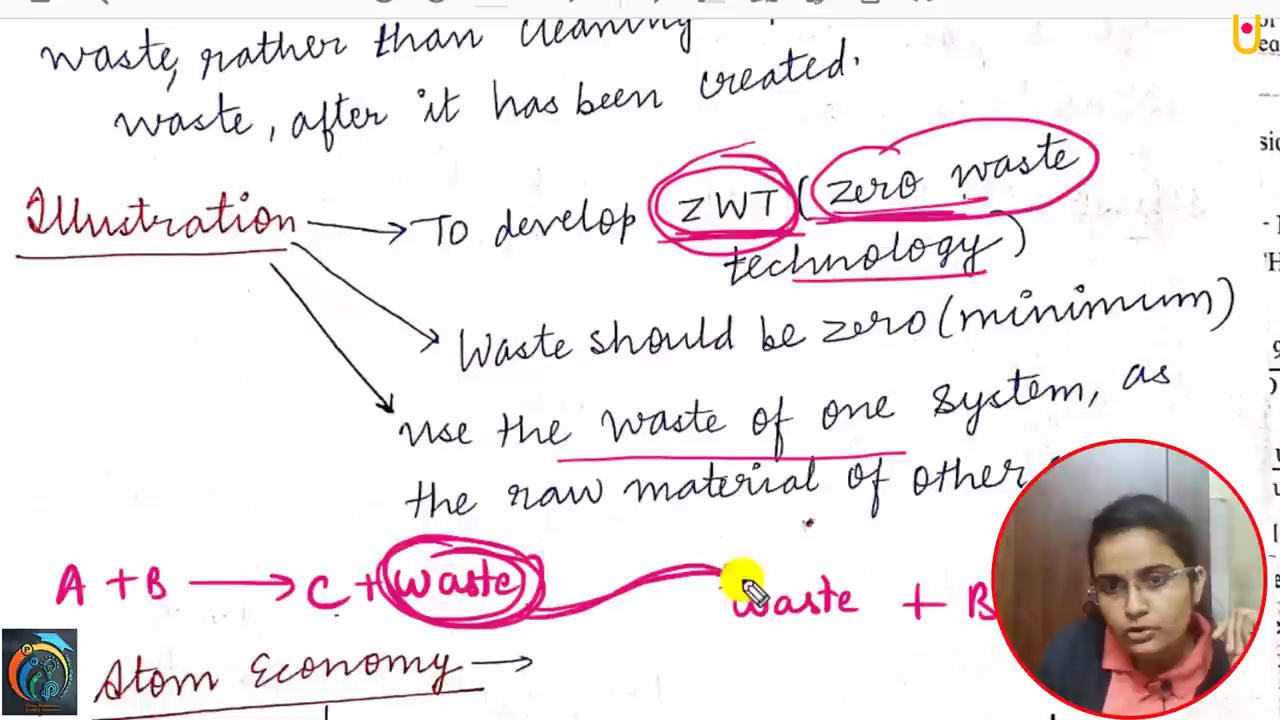 waste, rather than cleaning
waste, after it has been created.
Illustration → To develop ZWT (zero waste
technology)
Waste should be zero (minimum)
Use the waste of one system, as
the raw material of other
A + B → C + waste waste + B
Atom Economy →